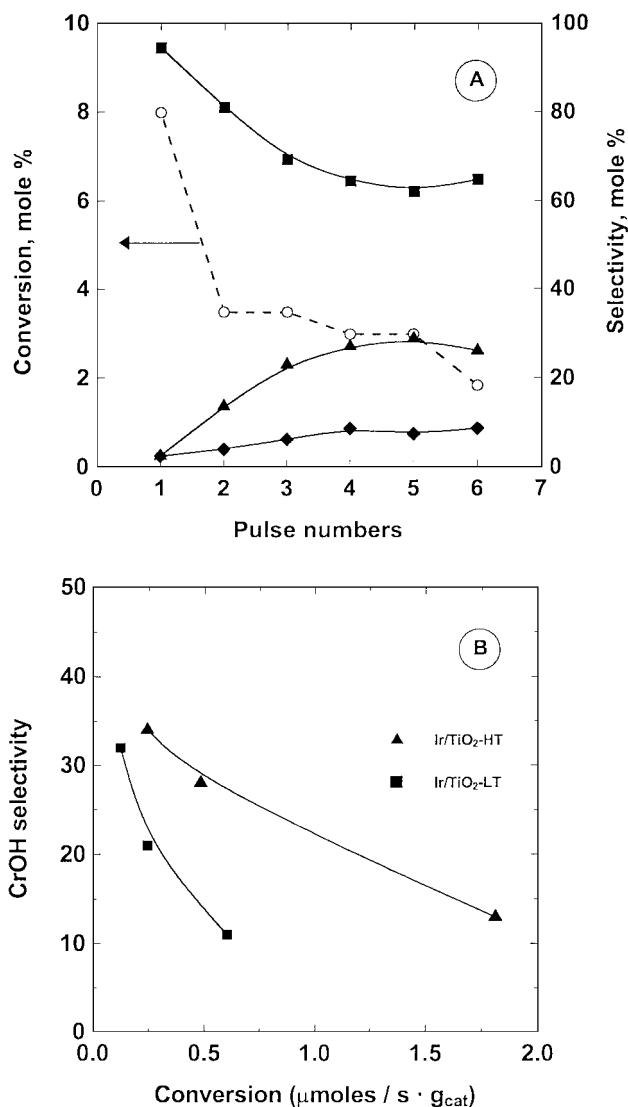 10
8
6
4
2
0
Conversion, mole %
A
100
80
60
40
20
0
Selectivity, mole %
0 1 2 3 4 5 6 7
Pulse numbers
50
40
30
20
10
0
CrOH selectivity
B
Ir/TiO₂-HT
Ir/TiO₂-LT
0.0 0.5 1.0 1.5 2.0
Conversion (μmoles / s · g_cat)